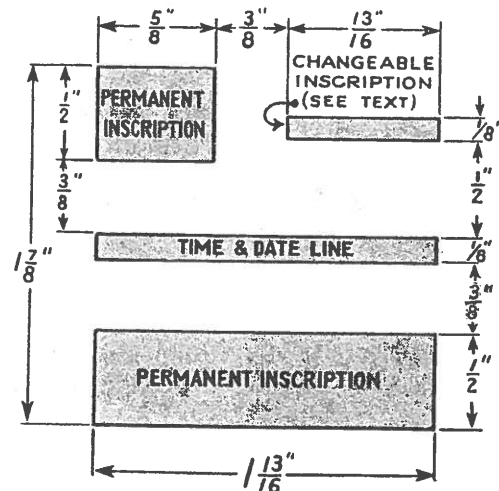 5/8" 3/8" 13/16"
CHANGEABLE
INSCRIPTION
(SEE TEXT)
1/2"
PERMANENT
INSCRIPTION
1/8"
3/8"
1/2"
1 7/8"
TIME & DATE LINE
1/8"
3/8"
PERMANENT INSCRIPTION
1/2"
1 13/16"